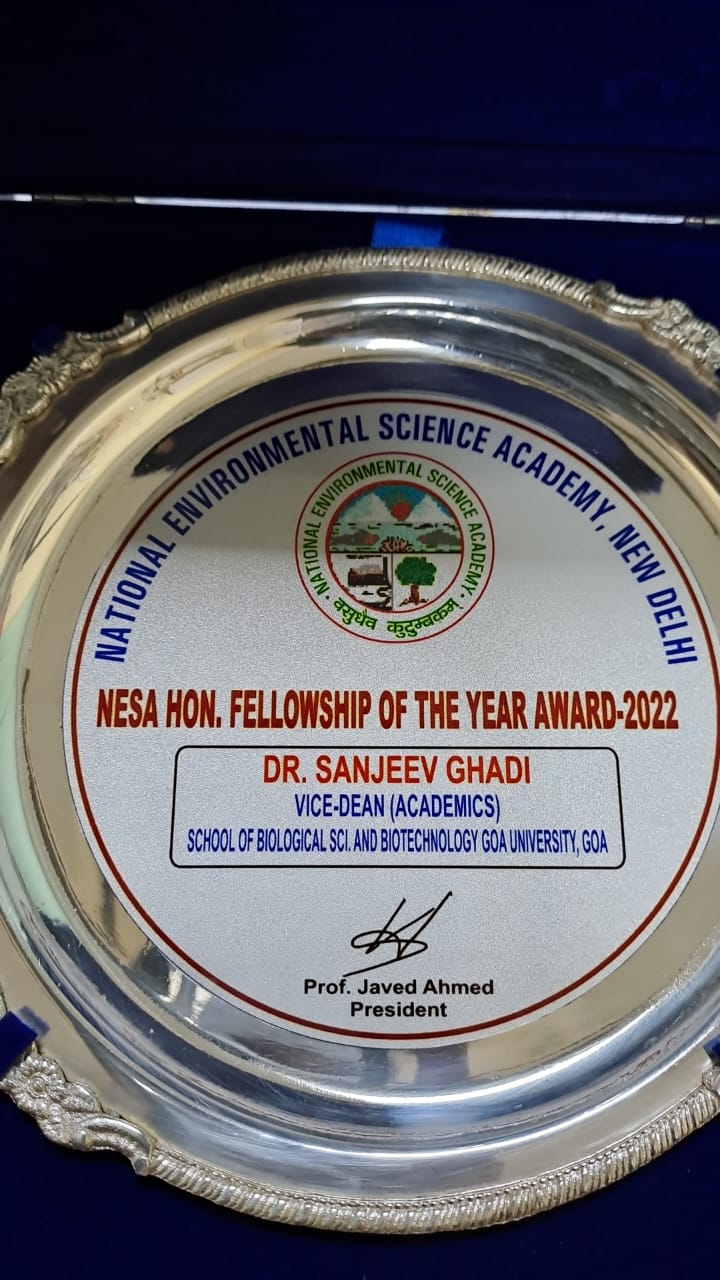 NATIONAL ENVIRONMENTAL SCIENCE ACADEMY, NEW DELHI
NATIONAL ENVIRONMENTAL SCIENCE ACADEMY
वसुधैव कुटुम्बकम्
NESA HON. FELLOWSHIP OF THE YEAR AWARD-2022
DR. SANJEEV GHADI
VICE-DEAN (ACADEMICS)
SCHOOL OF BIOLOGICAL SCI. AND BIOTECHNOLOGY GOA UNIVERSITY, GOA
Prof. Javed Ahmed
President